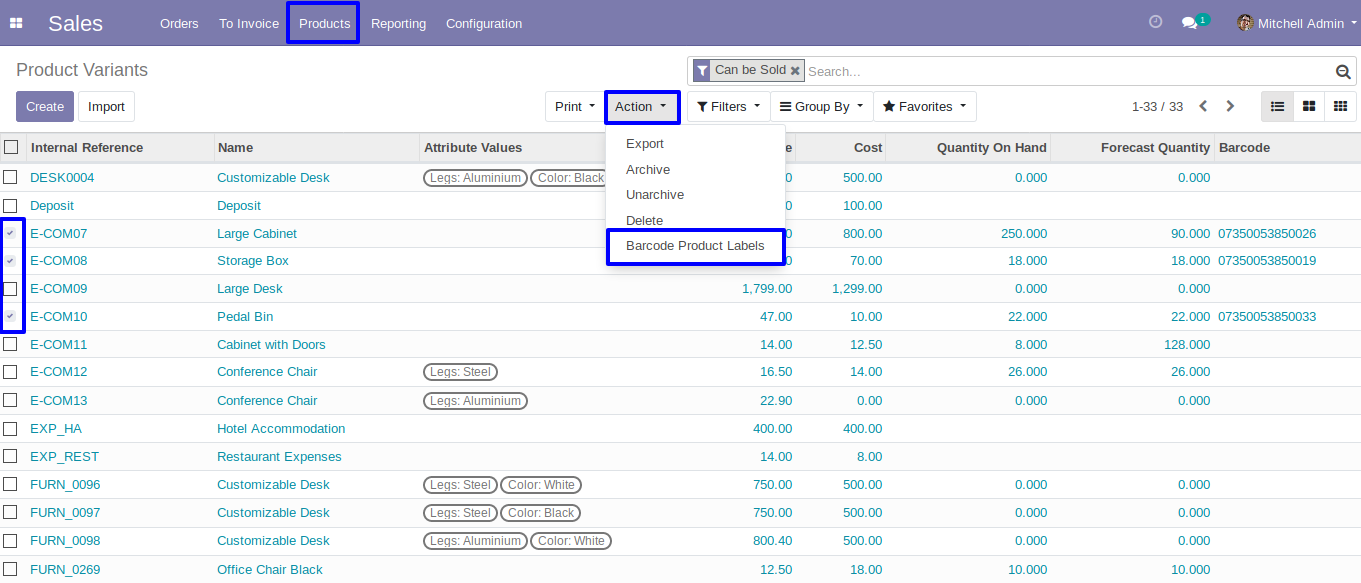 Sales Orders To Invoice Products Reporting Configuration 1 Mitchell Admin
Product Variants Can be Sold Search...
Create Import Print Action Filters Group By Favorites 1-33 / 33
Internal Reference Name Attribute Values e Cost Quantity On Hand Forecast Quantity Barcode
Export
Archive
Unarchive
Delete
Barcode Product Labels
DESK0004 Customizable Desk Legs: Aluminium Color: Black 0 500.00 0.000 0.000
Deposit Deposit 0 100.00
E-COM07 Large Cabinet 0 800.00 250.000 90.000 07350053850026
E-COM08 Storage Box 0 70.00 18.000 18.000 07350053850019
E-COM09 Large Desk 1,799.00 1,299.00 0.000 0.000
E-COM10 Pedal Bin 47.00 10.00 22.000 22.000 07350053850033
E-COM11 Cabinet with Doors 14.00 12.50 8.000 128.000
E-COM12 Conference Chair Legs: Steel 16.50 14.00 26.000 26.000
E-COM13 Conference Chair Legs: Aluminium 22.90 0.00 0.000 0.000
EXP_HA Hotel Accommodation 400.00 400.00
EXP_REST Restaurant Expenses 14.00 8.00
FURN_0096 Customizable Desk Legs: Steel Color: White 750.00 500.00 0.000 0.000
FURN_0097 Customizable Desk Legs: Steel Color: Black 750.00 500.00 0.000 0.000
FURN_0098 Customizable Desk Legs: Aluminium Color: White 800.40 500.00 0.000 0.000
FURN_0269 Office Chair Black 12.50 18.00 10.000 10.000